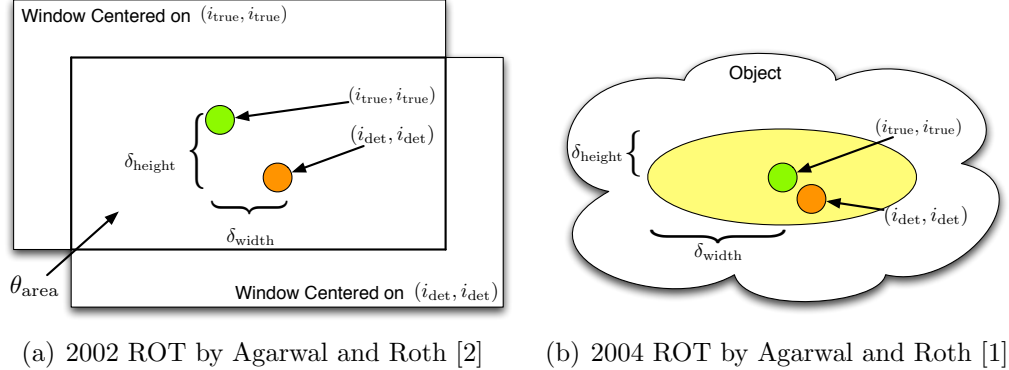 Window Centered on (i_true, i_true)
(i_true, i_true)
(i_det, i_det)
δ_height
δ_width
θ_area
Window Centered on (i_det, i_det)
(a) 2002 ROT by Agarwal and Roth [2]
Object
(i_true, i_true)
δ_height
(i_det, i_det)
δ_width
(b) 2004 ROT by Agarwal and Roth [1]